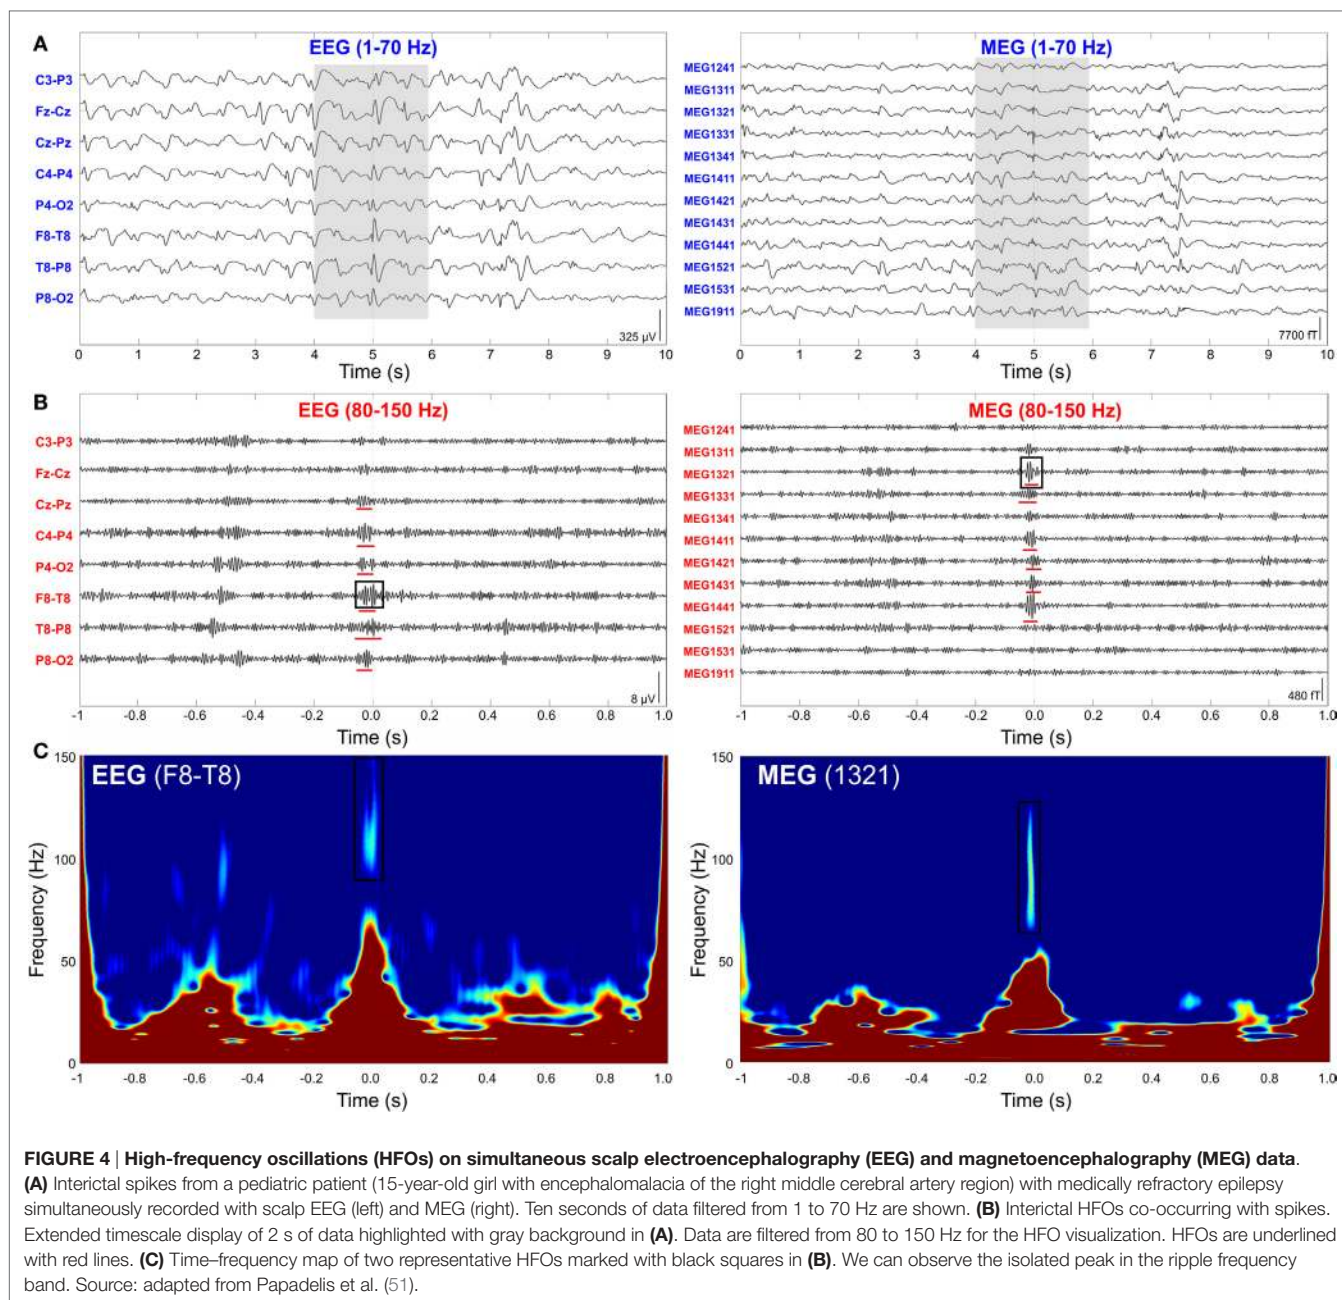 A
EEG (1-70 Hz)
C3-P3
Fz-Cz
Cz-Pz
C4-P4
P4-O2
F8-T8
T8-P8
P8-O2
325 µV
0 1 2 3 4 5 6 7 8 9 10
Time (s)
MEG (1-70 Hz)
MEG1241
MEG1311
MEG1321
MEG1331
MEG1341
MEG1411
MEG1421
MEG1431
MEG1441
MEG1521
MEG1531
MEG1911
7700 fT
0 1 2 3 4 5 6 7 8 9 10
Time (s)
B
EEG (80-150 Hz)
C3-P3
Fz-Cz
Cz-Pz
C4-P4
P4-O2
F8-T8
T8-P8
P8-O2
8 µV
-1 -0.8 -0.6 -0.4 -0.2 0.0 0.2 0.4 0.6 0.8 1.0
Time (s)
MEG (80-150 Hz)
MEG1241
MEG1311
MEG1321
MEG1331
MEG1341
MEG1411
MEG1421
MEG1431
MEG1441
MEG1521
MEG1531
MEG1911
480 fT
-1 -0.8 -0.6 -0.4 -0.2 0.0 0.2 0.4 0.6 0.8 1.0
Time (s)
C
EEG (F8-T8)
150
100
50
0
Frequency (Hz)
-1 -0.8 -0.6 -0.4 -0.2 0.0 0.2 0.4 0.6 0.8 1.0
Time (s)
MEG (1321)
150
100
50
0
Frequency (Hz)
-1 -0.8 -0.6 -0.4 -0.2 0.0 0.2 0.4 0.6 0.8 1.0
Time (s)
FIGURE 4 | High-frequency oscillations (HFOs) on simultaneous scalp electroencephalography (EEG) and magnetoencephalography (MEG) data.
(A) Interictal spikes from a pediatric patient (15-year-old girl with encephalomalacia of the right middle cerebral artery region) with medically refractory epilepsy
simultaneously recorded with scalp EEG (left) and MEG (right). Ten seconds of data filtered from 1 to 70 Hz are shown. (B) Interictal HFOs co-occurring with spikes.
Extended timescale display of 2 s of data highlighted with gray background in (A). Data are filtered from 80 to 150 Hz for the HFO visualization. HFOs are underlined
with red lines. (C) Time–frequency map of two representative HFOs marked with black squares in (B). We can observe the isolated peak in the ripple frequency
band. Source: adapted from Papadelis et al. (51).